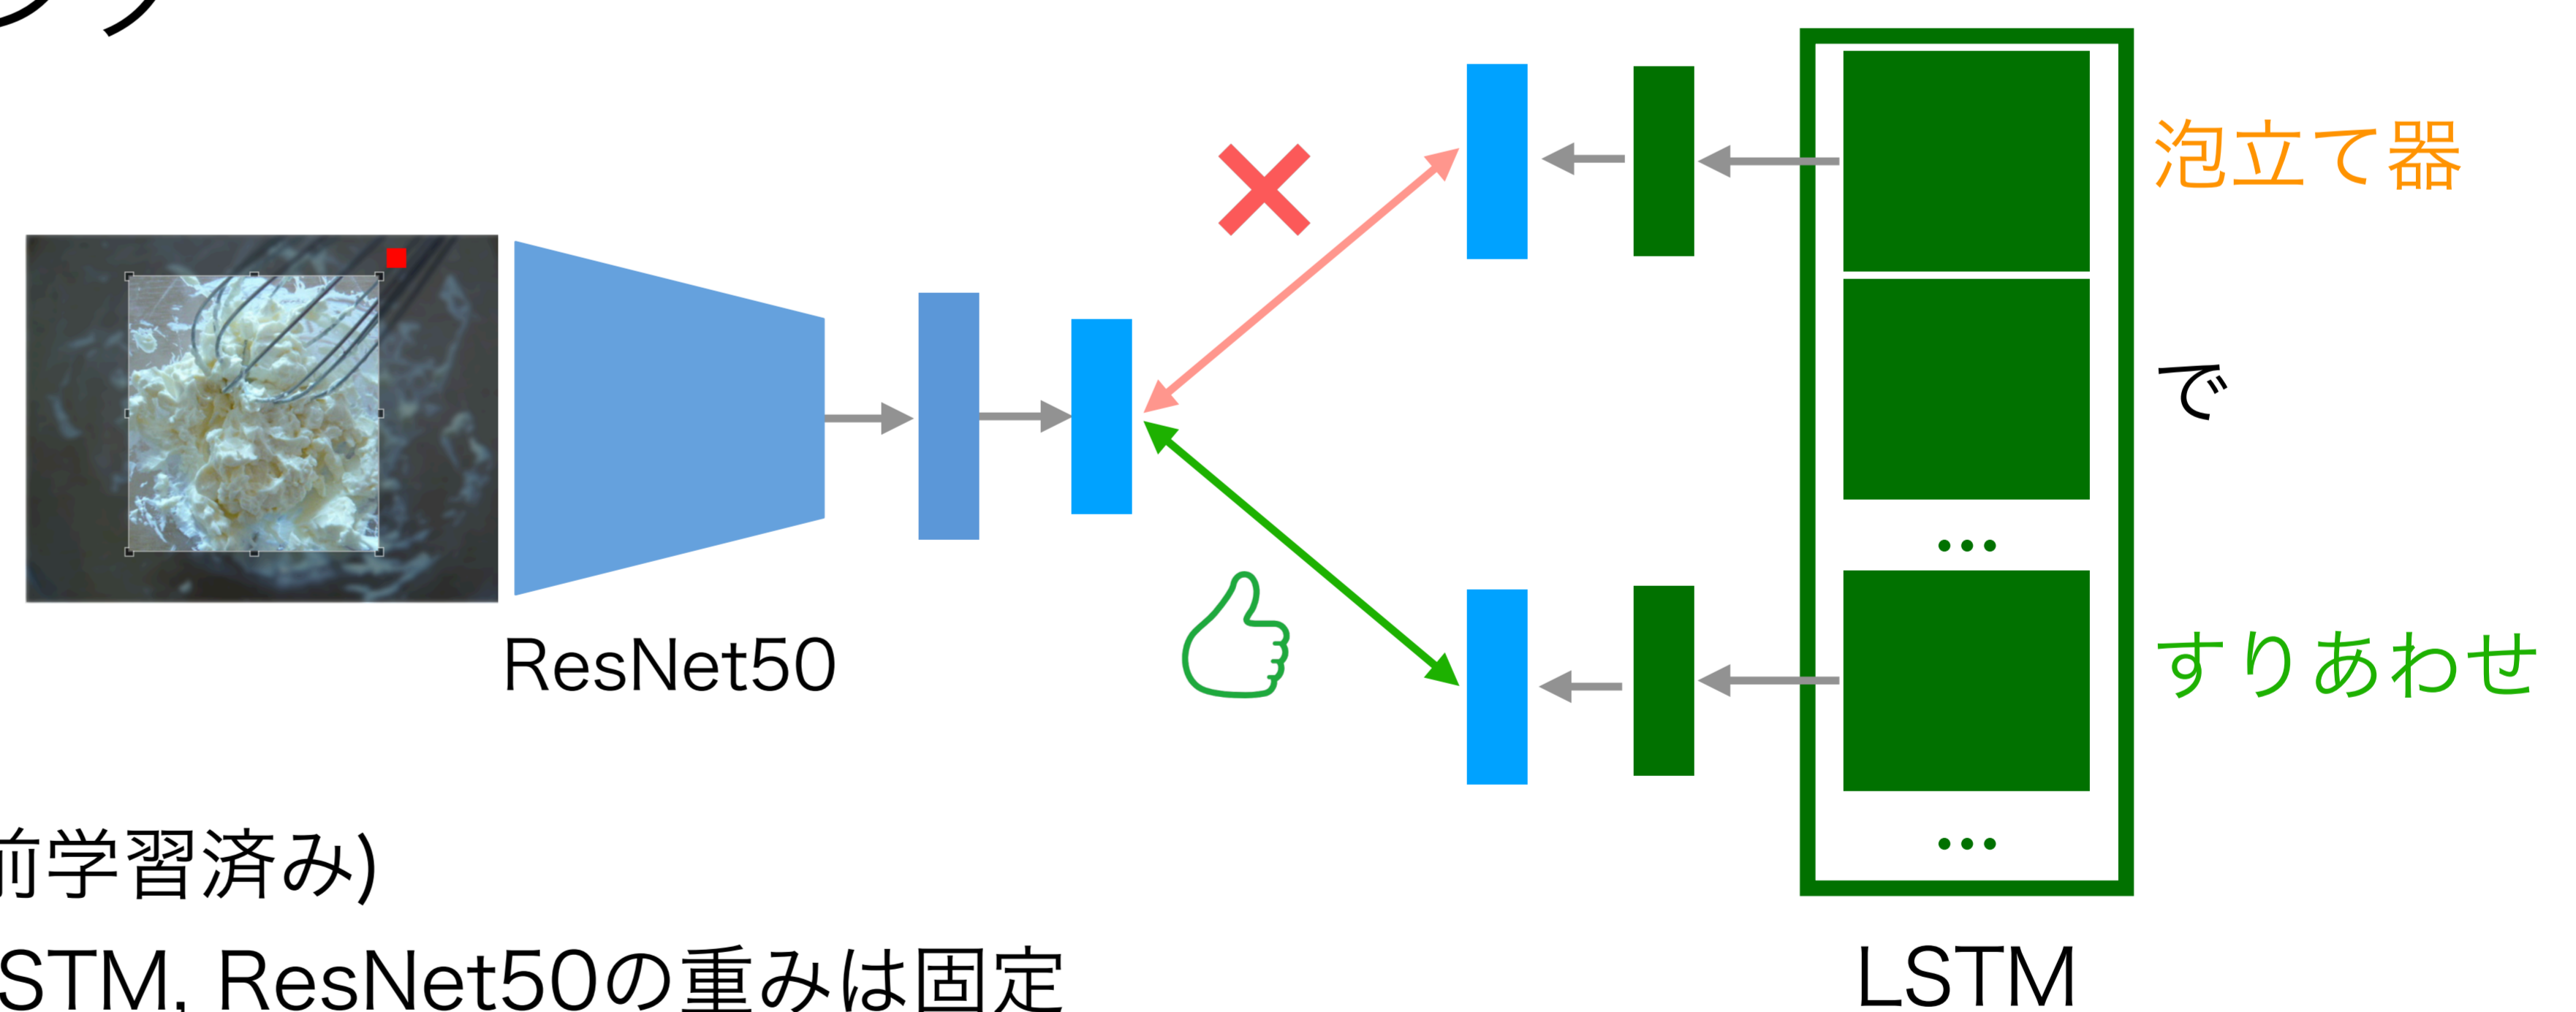 泡立て器
で
...
すりあわせ
...
ResNet50
LSTM
前学習済み)
STM, ResNet50の重みは固定